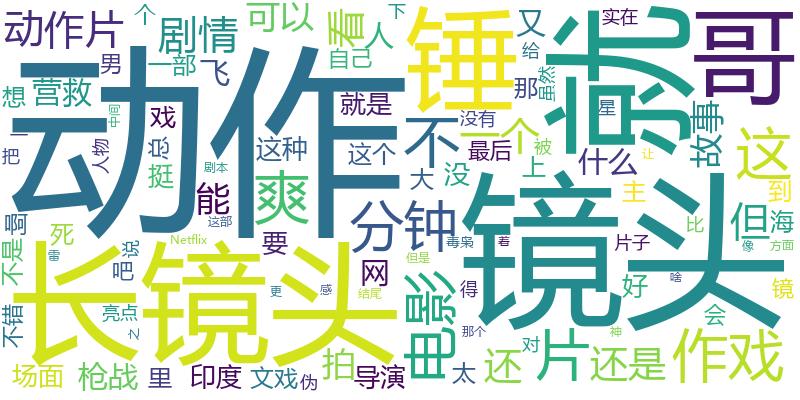 动作片
个
剧情
可以
看
人
下
锤
又
给
实在
就
哥
想
营救
男
一部
飞
自己
那
虽然
动作
戏
就是
不
没有
一个
星
故事
这
把
一
人物
中间
总
挺
剧本
这种
这个
没
最后
上
被
什么
让
大
能
爽
分钟
镜头
主
到
不是
死
吧
说
雷
Netflix
这部
要
网
毒枭
着
片子
比
但
海
像
方面
长镜头
但是
电影
得
好
啥
镜
不错
亮点
之
更
感
结尾
那个
对
神
会
场面
枪战
里
印度
文戏
伪
拍
导演
太
还
片
还是
作戏